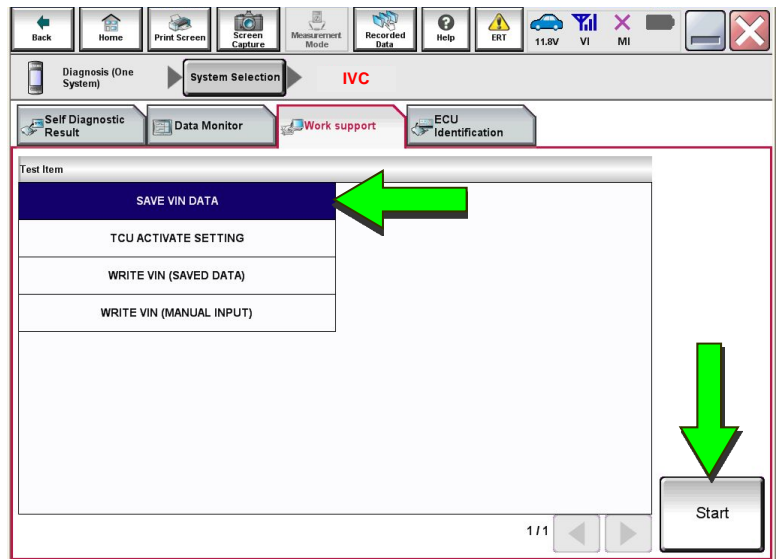 Back
Home
Print Screen
Screen
Capture
Measurement
Mode
Recorded
Data
Help
ERT
11.8V
VI
MI
Diagnosis (One
System)
System Selection
IVC
Self Diagnostic
Result
Data Monitor
Work support
ECU
Identification
Test Item
SAVE VIN DATA
TCU ACTIVATE SETTING
WRITE VIN (SAVED DATA)
WRITE VIN (MANUAL INPUT)
1/1
Start